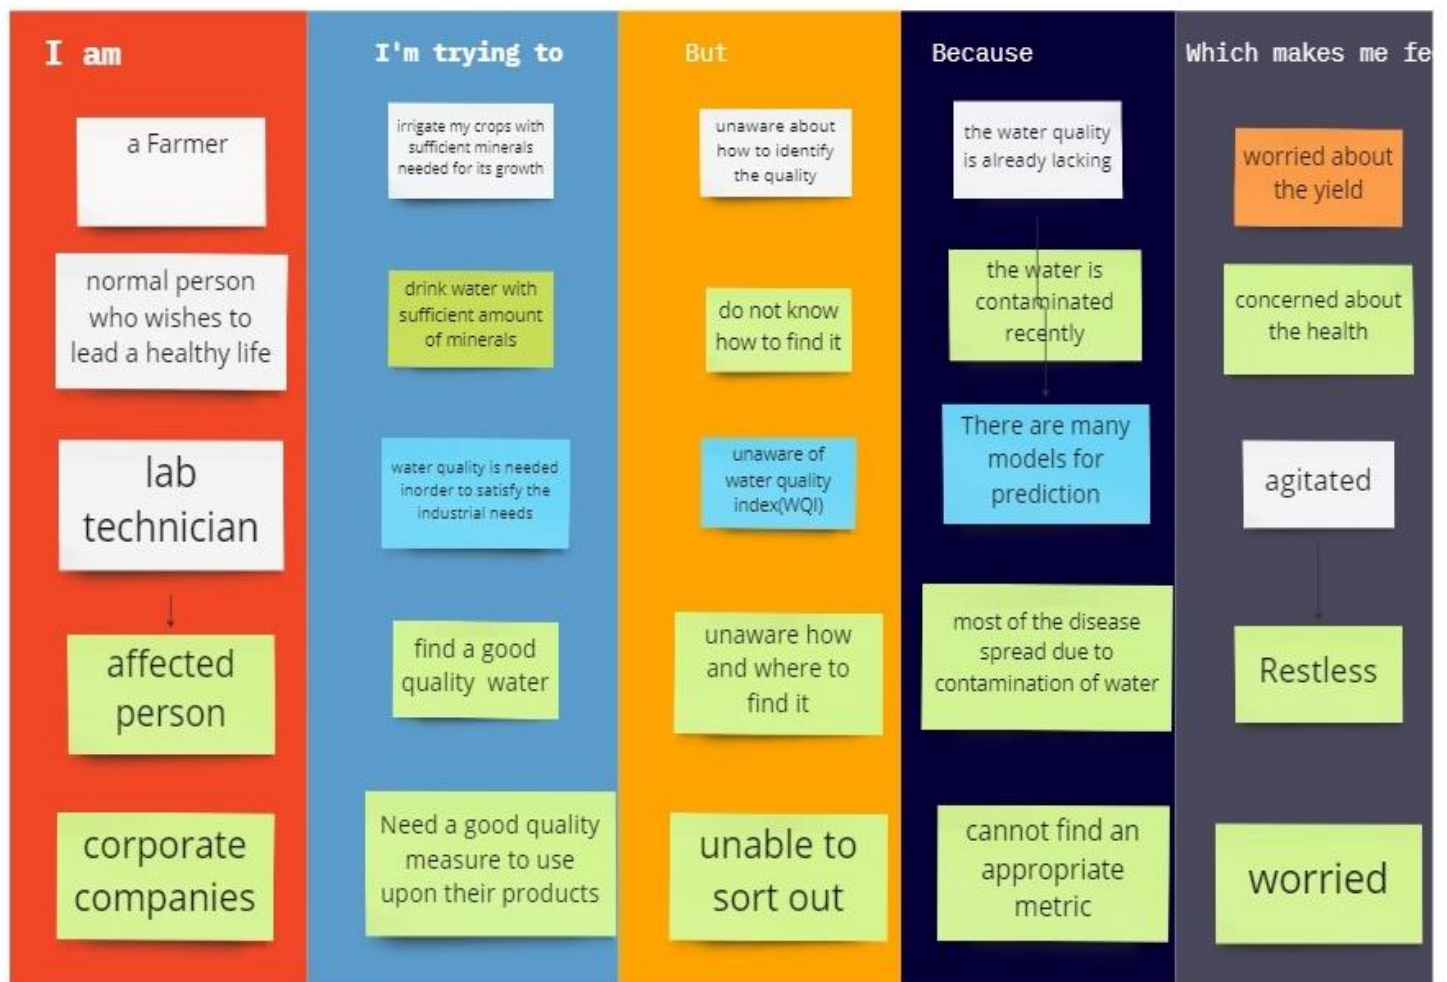 I am
I'm trying to
But
Because
Which makes me fe
a Farmer
irrigate my crops with
sufficient minerals
needed for its growth
unaware about
how to identify
the quality
the water quality
is already lacking
worried about
the yield
normal person
who wishes to
lead a healthy life
drink water with
sufficient amount
of minerals
do not know
how to find it
the water is
contaminated
recently
concerned about
the health
lab
technician
water quality is needed
inorder to satisfy the
industrial needs
unaware of
water quality
index(WQI)
There are many
models for
prediction
agitated
affected
person
find a good
quality water
unaware how
and where to
find it
most of the disease
spread due to
contamination of water
Restless
corporate
companies
Need a good quality
measure to use
upon their products
unable to
sort out
cannot find an
appropriate
metric
worried